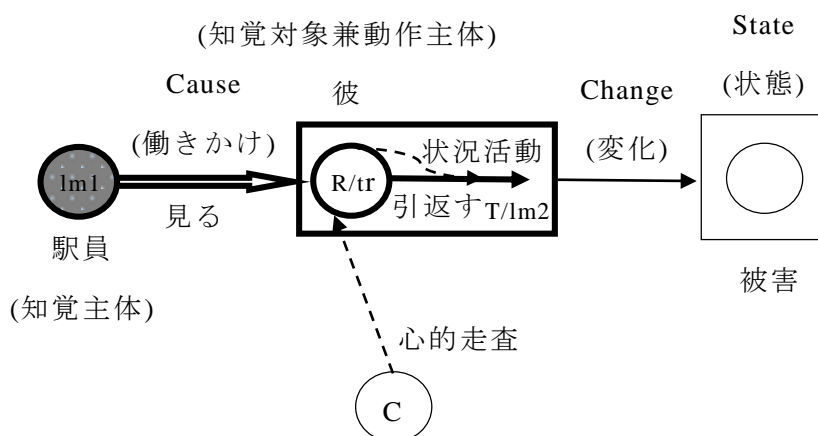 (知覚対象兼動作主体)
State
(状態)
Cause
(働きかけ)
彼
Change
(変化)
lm1
見る
R/tr
状況活動
引返す T/lm2
駅員
(知覚主体)
被害
心的走査
C